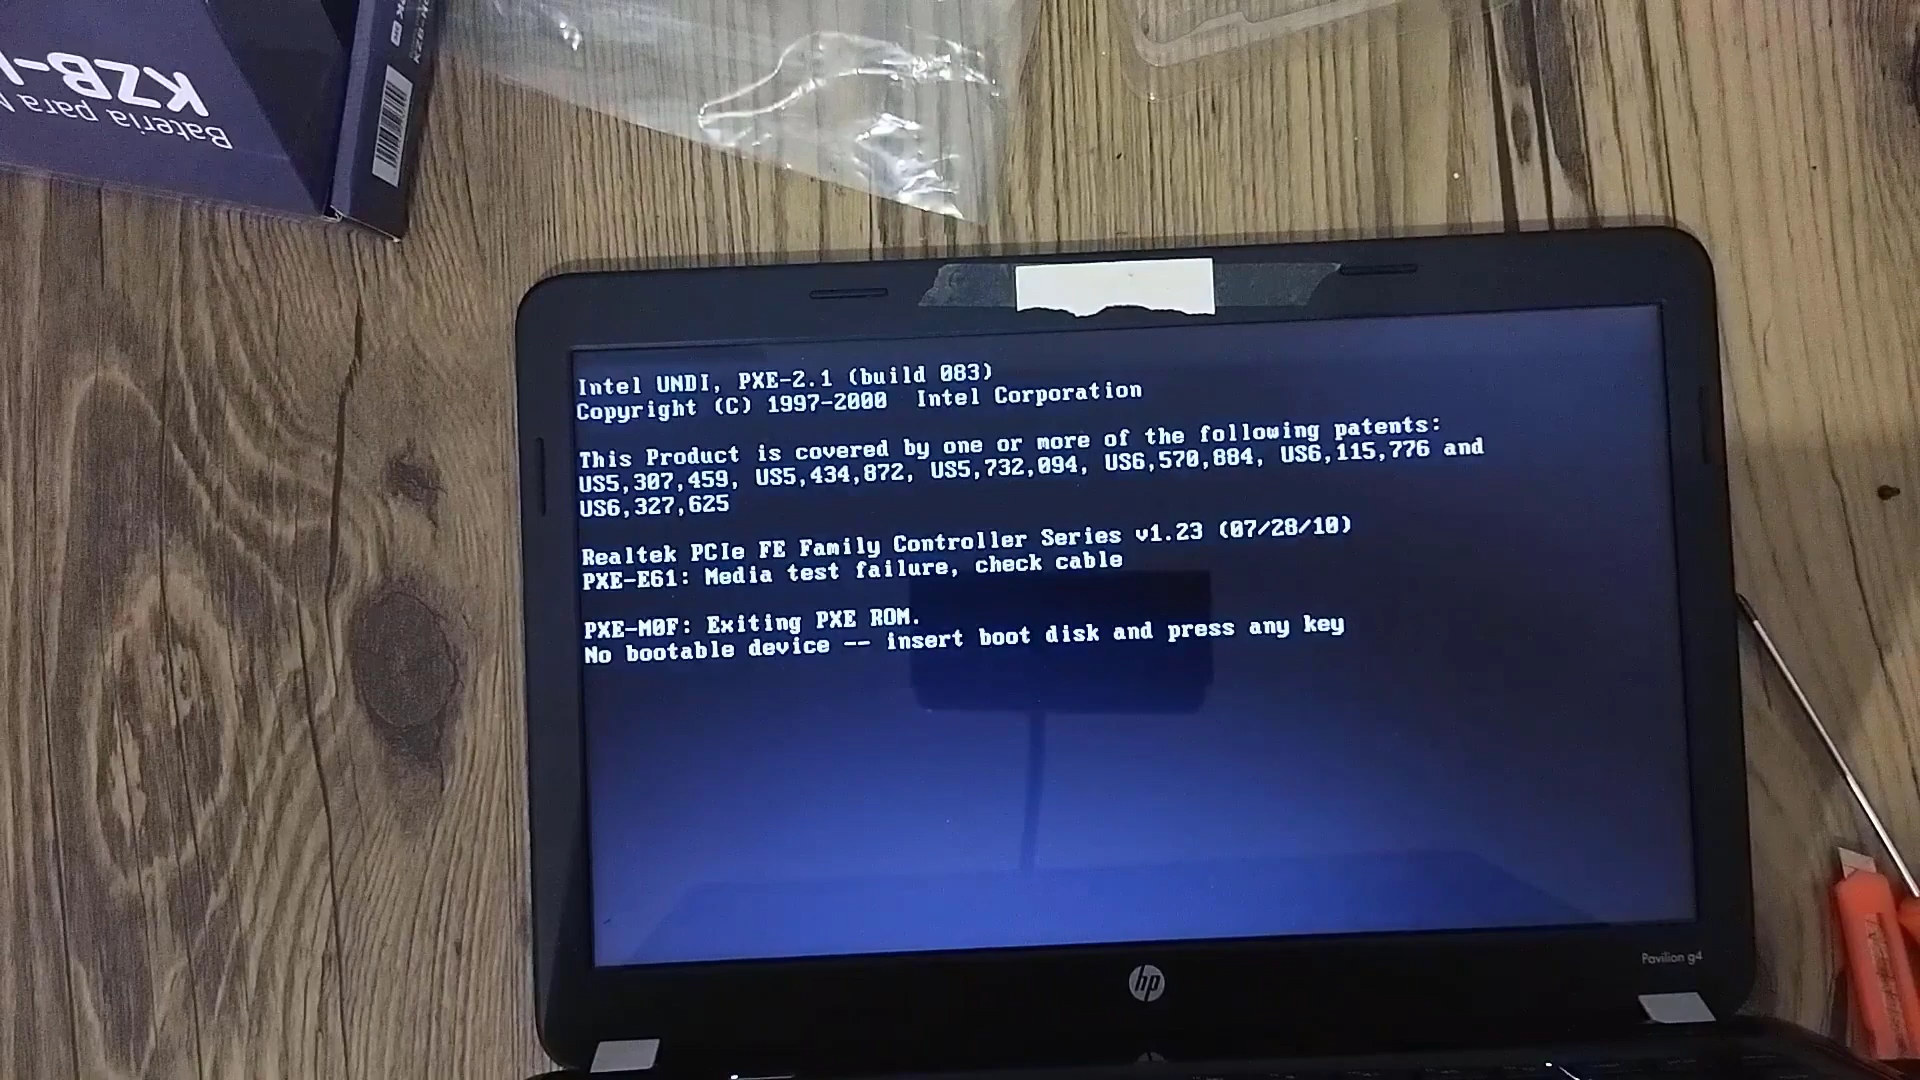 Bateria para
KZB-
Intel UNDI, PXE-2.1 (build 083)
Copyright (C) 1997-2000  Intel Corporation
This Product is covered by one or more of the following patents:
US5,307,459, US5,434,872, US5,732,094, US6,570,884, US6,115,776 and
US6,327,625
Realtek PCIe FE Family Controller Series v1.23 (07/28/10)
PXE-E61: Media test failure, check cable
PXE-M0F: Exiting PXE ROM.
No bootable device -- insert boot disk and press any key
Pavilion g4
hp